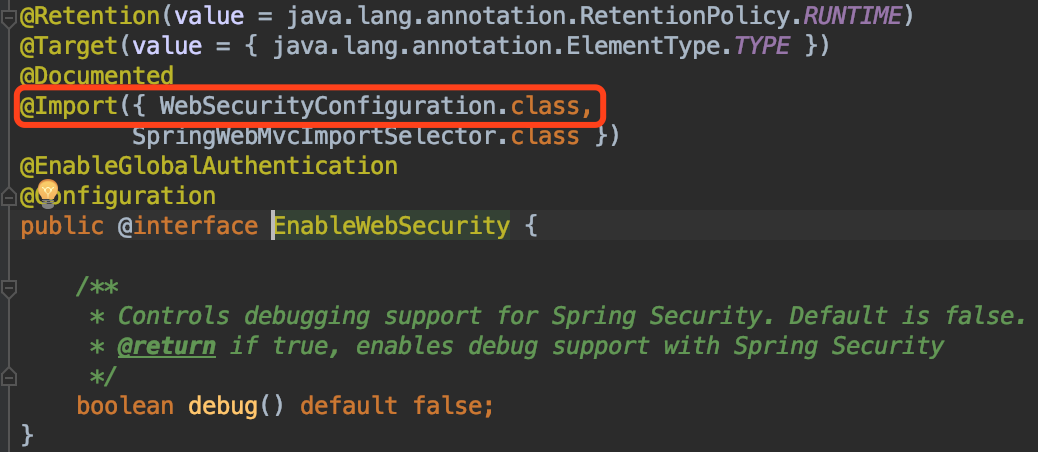 @Retention(value = java.lang.annotation.RetentionPolicy.RUNTIME)
@Target(value = { java.lang.annotation.ElementType.TYPE })
@Documented
@Import({ WebSecurityConfiguration.class,
SpringWebMvcImportSelector.class })
@EnableGlobalAuthentication
@Configuration
public @interface EnableWebSecurity {
/**
* Controls debugging support for Spring Security. Default is false.
* @return if true, enables debug support with Spring Security
*/
boolean debug() default false;
}